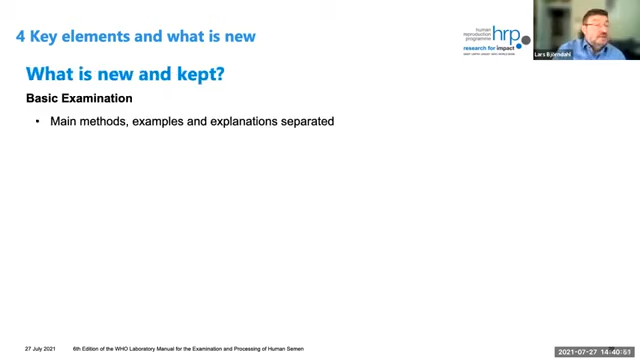 4 Key elements and what is new
human
reproduction
programme
hrp
research for impact
Lars Björndahl
What is new and kept?
Basic Examination
• Main methods, examples and explanations separated
27 July 2021
6th Edition of the WHO Laboratory Manual for the Examination and Processing of Human Semen
2021-07-27 14:40:51